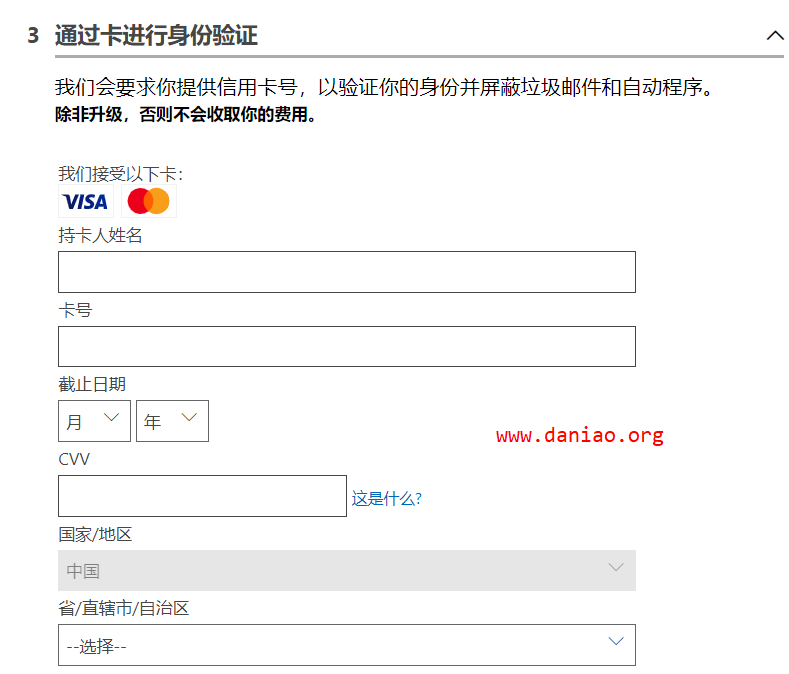 3 通过卡进行身份验证
我们会要求你提供信用卡号，以验证你的身份并屏蔽垃圾邮件和自动程序。
除非升级，否则不会收取你的费用。
我们接受以下卡:
VISA
持卡人姓名
卡号
截止日期
月 年
www.daniao.org
CVV
这是什么?
国家/地区
中国
省/直辖市/自治区
--选择--